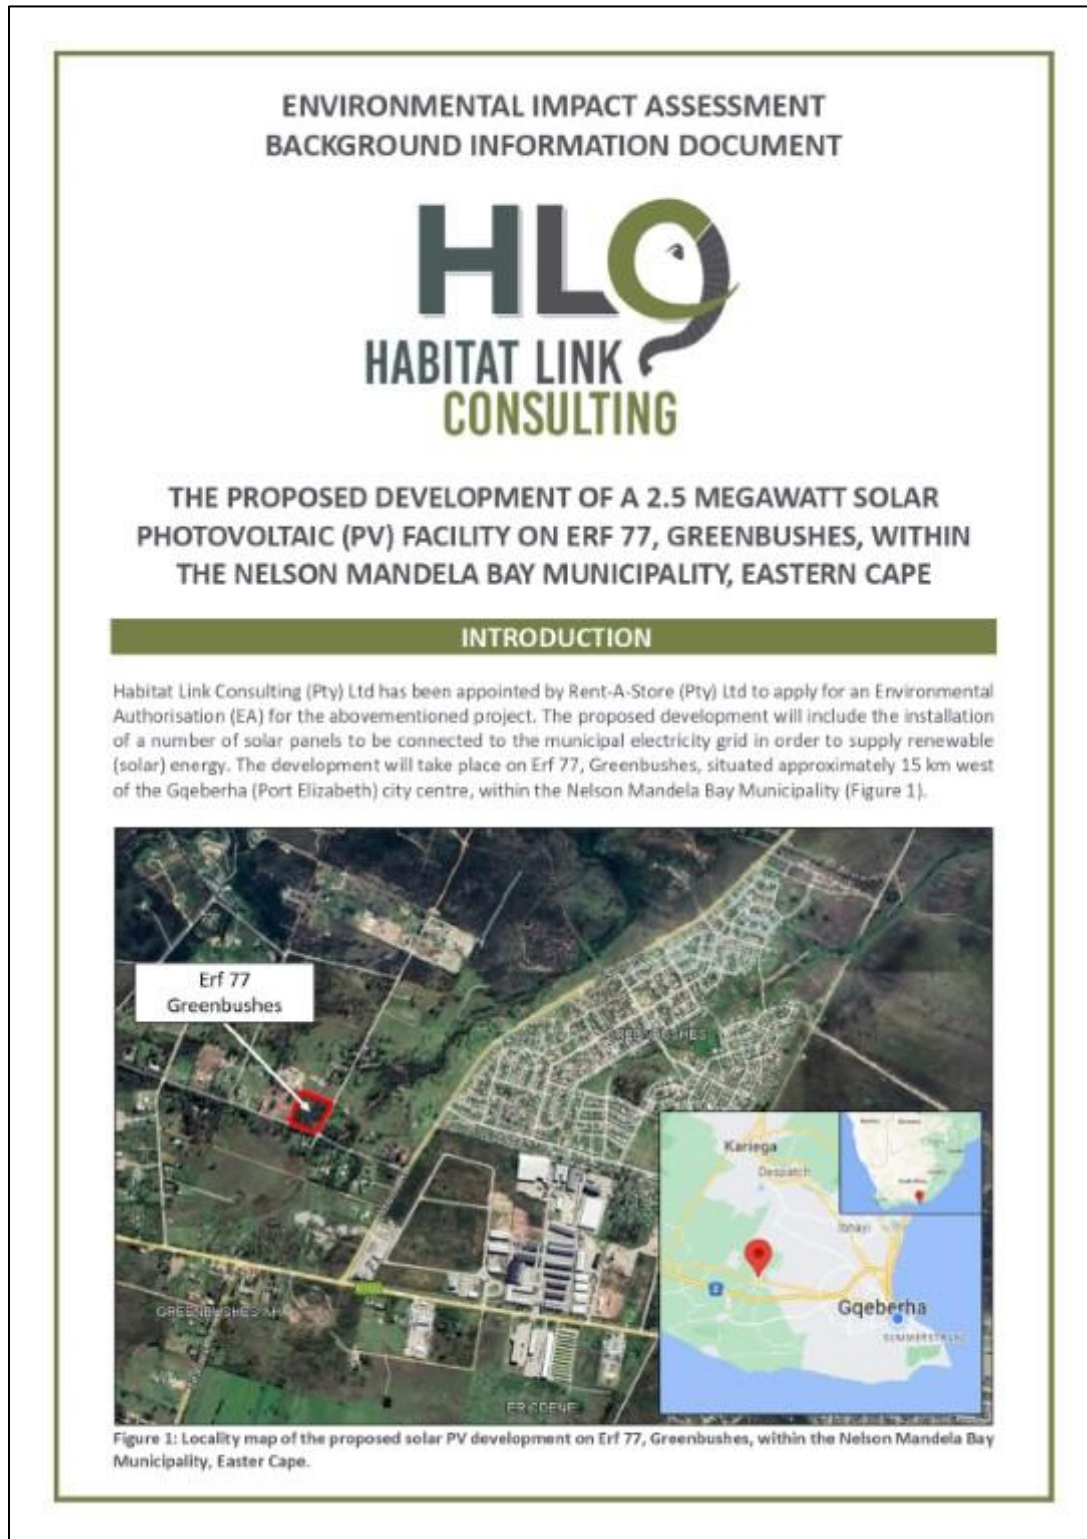 ENVIRONMENTAL IMPACT ASSESSMENT
BACKGROUND INFORMATION DOCUMENT
HLC
HABITAT LINK
CONSULTING
THE PROPOSED DEVELOPMENT OF A 2.5 MEGAWATT SOLAR
PHOTOVOLTAIC (PV) FACILITY ON ERF 77, GREENBUSHES, WITHIN
THE NELSON MANDELA BAY MUNICIPALITY, EASTERN CAPE
INTRODUCTION
Habitat Link Consulting (Pty) Ltd has been appointed by Rent-A-Store (Pty) Ltd to apply for an Environmental
Authorisation (EA) for the abovementioned project. The proposed development will include the installation
of a number of solar panels to be connected to the municipal electricity grid in order to supply renewable
(solar) energy. The development will take place on Erf 77, Greenbushes, situated approximately 15 km west
of the Gqeberha (Port Elizabeth) city centre, within the Nelson Mandela Bay Municipality (Figure 1).
Erf 77
Greenbushes
Kariega
Despatch
Ibhayi
2
Gqeberha
GREENBUSHES AH
Figure 1: Locality map of the proposed solar PV development on Erf 77, Greenbushes, within the Nelson Mandela Bay
Municipality, Easter Cape.